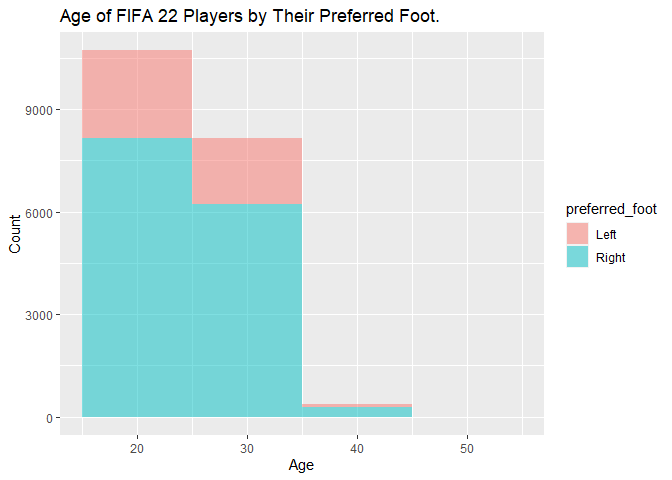 Age of FIFA 22 Players by Their Preferred Foot.
9000
6000
3000
0
Count
20 30 40 50
Age
preferred_foot
Left
Right